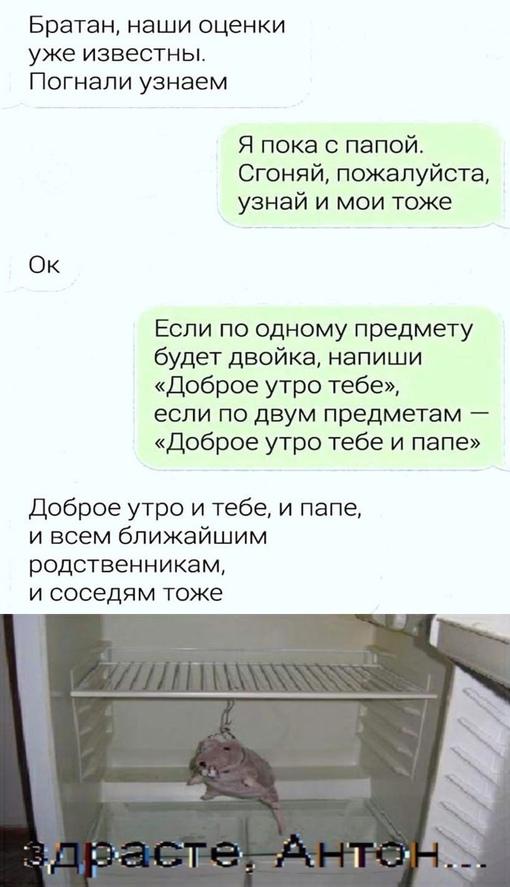 Братан, наши оценки
уже известны.
Погнали узнаем
Я пока с папой.
Сгоняй, пожалуйста,
узнай и мои тоже
Ок
Если по одному предмету
будет двойка, напиши
«Доброе утро тебе»,
если по двум предметам —
«Доброе утро тебе и папе»
Доброе утро и тебе, и папе,
и всем ближайшим
родственникам,
и соседям тоже
здрасте, Антон...